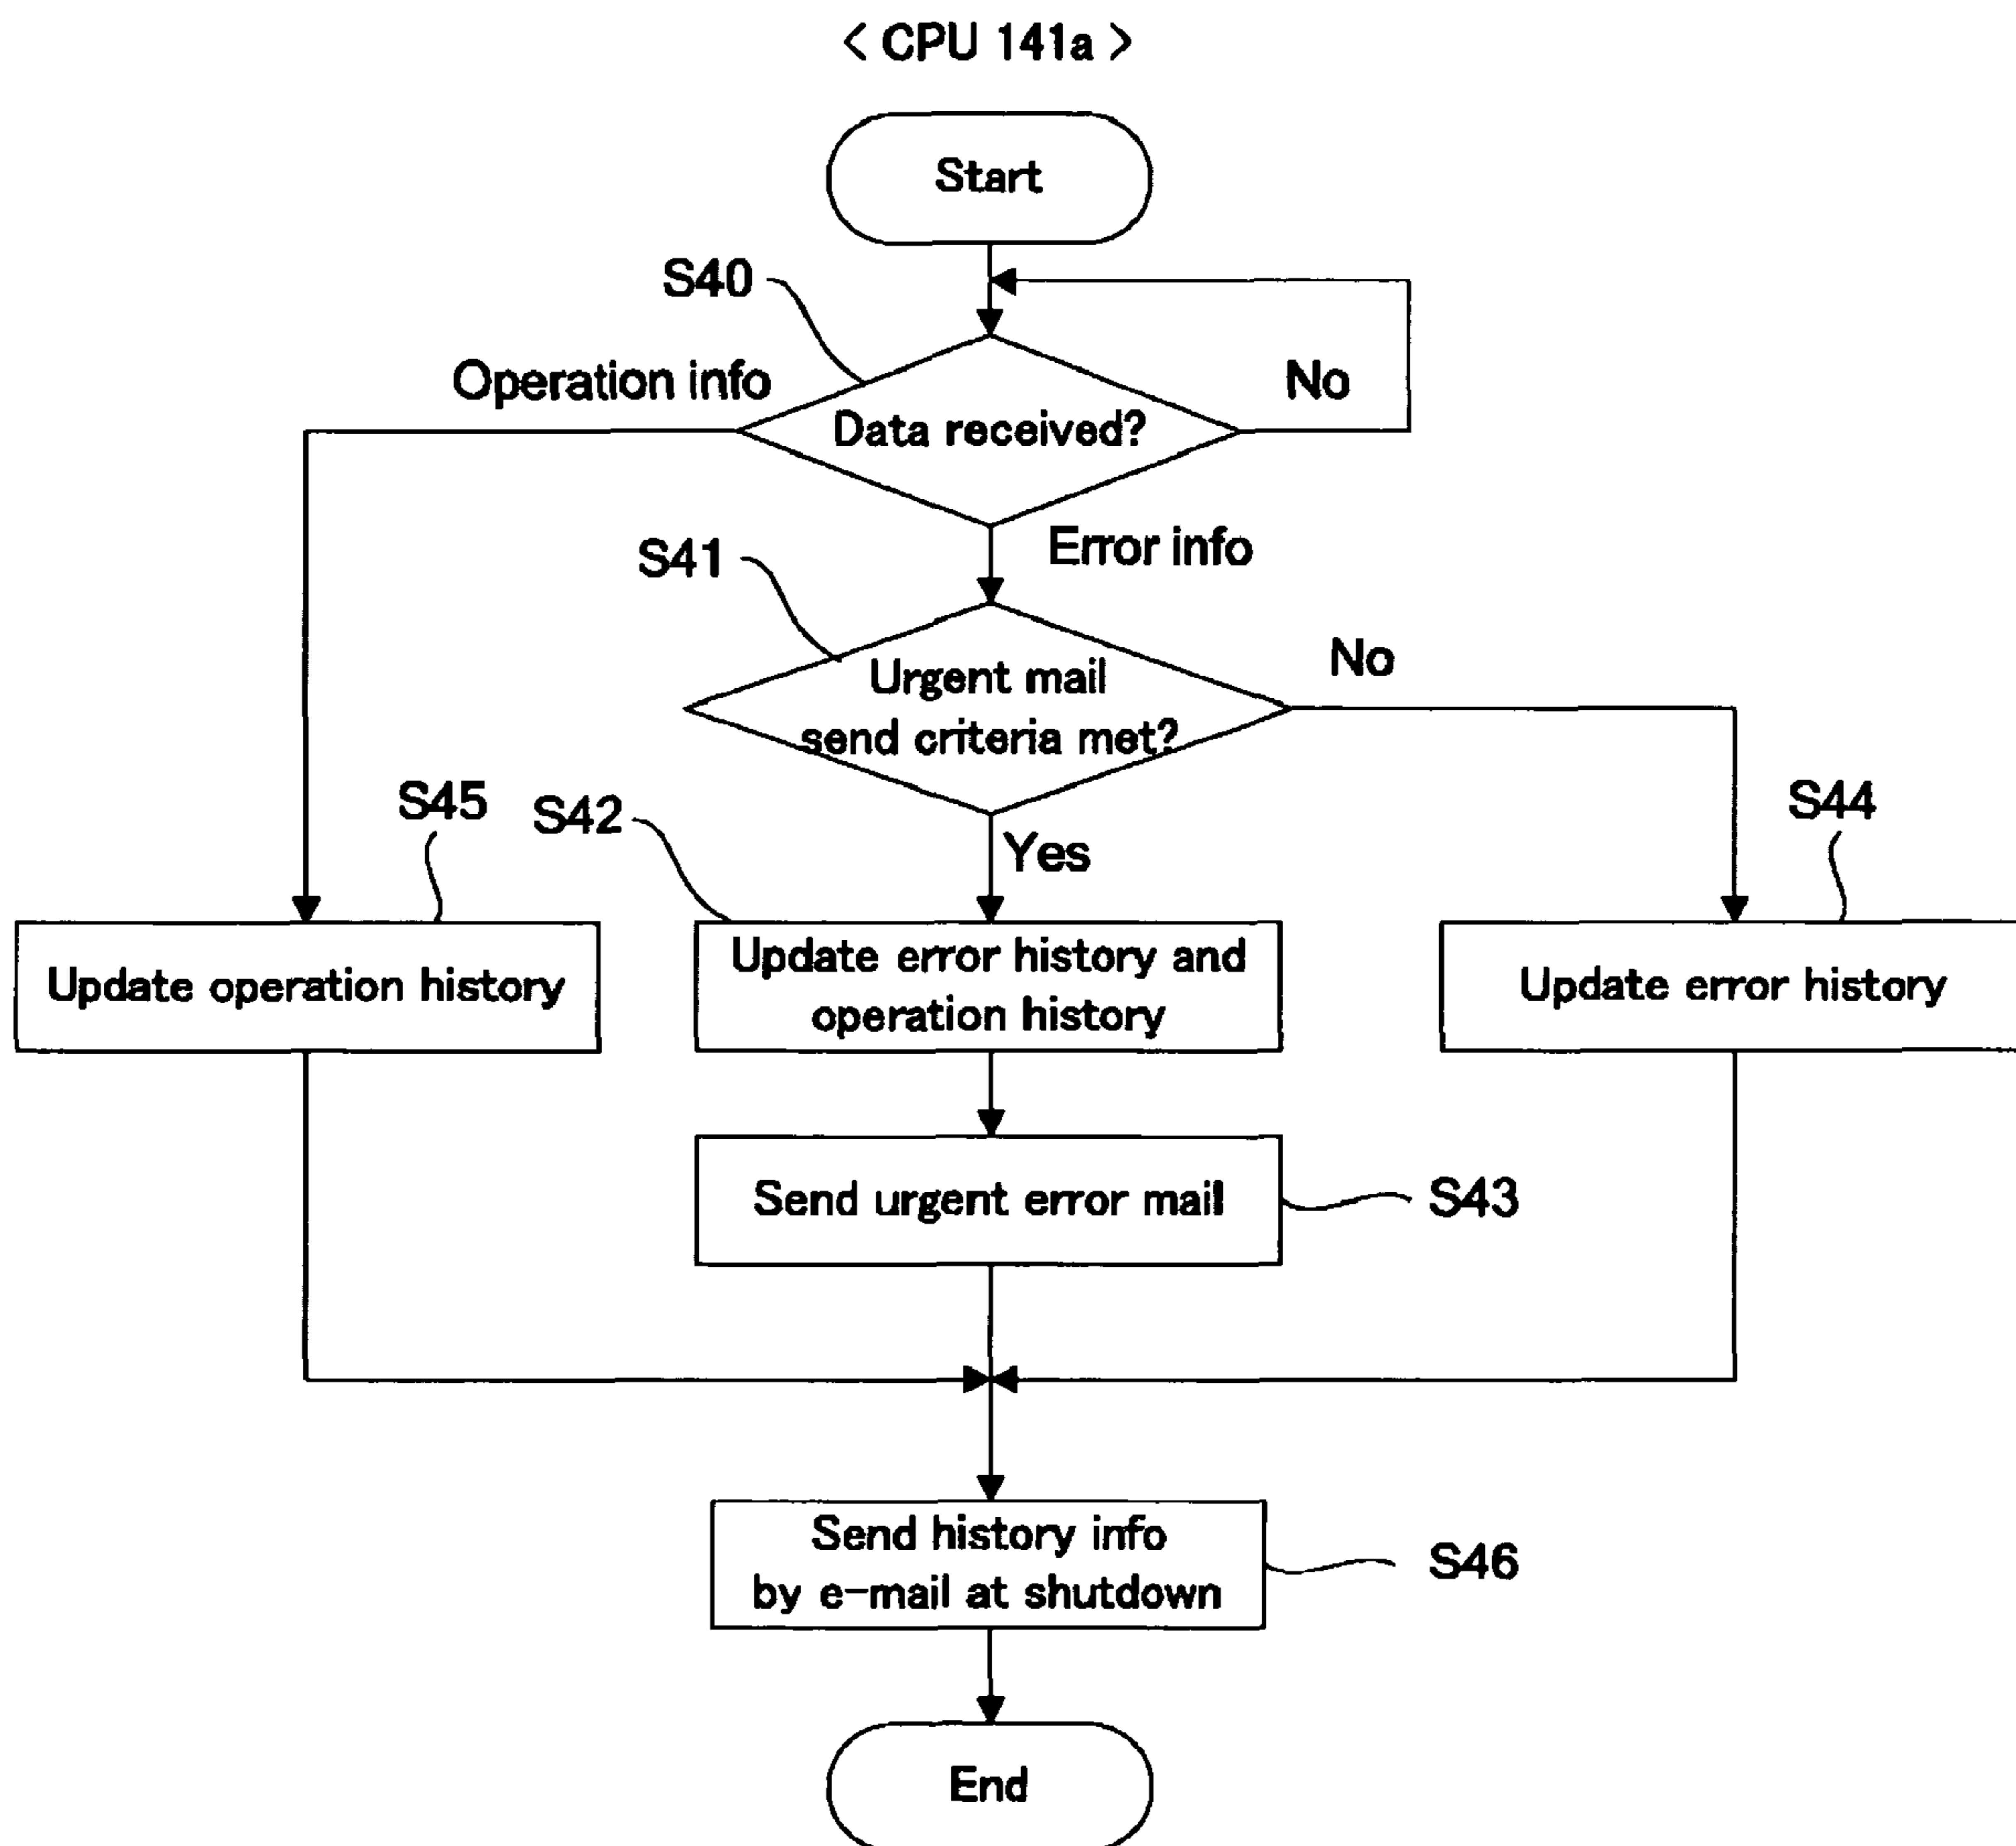 < CPU 141a >
Start
S40
Operation info
No
Data received?
Error info
S41
No
Urgent mail
send criteria met?
S45
S42
S44
Yes
Update operation history
Update error history and
operation history
Update error history
Send urgent error mail
S43
Send history info
by e-mail at shutdown
S46
End